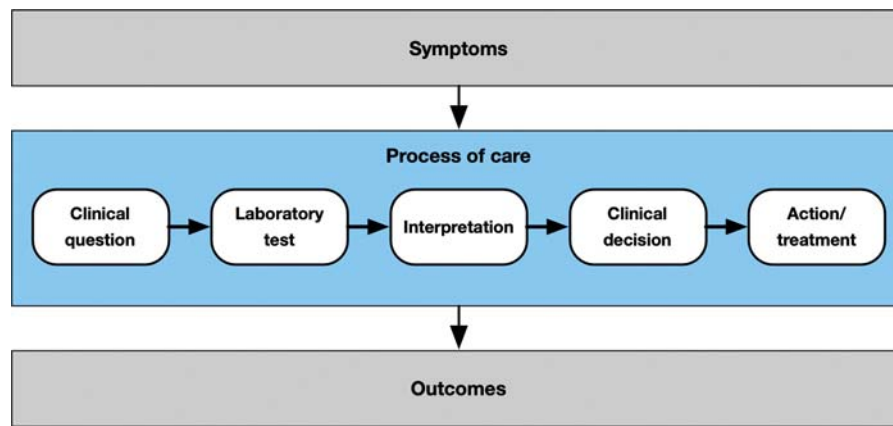 Symptoms
Process of care
Clinical
question
Laboratory
test
Interpretation
Clinical
decision
Action/
treatment
Outcomes